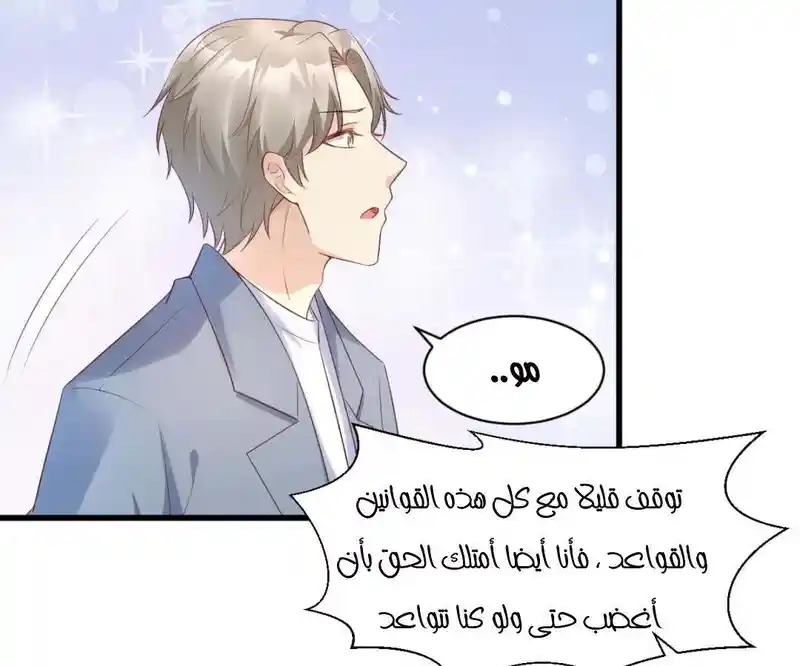 مو..
توقف قليلا مع كل هذه القوانين
والقواعد . فأنا أيضا أمتلك الحق بأن
أغضب حتى ولو كنا نتواعد